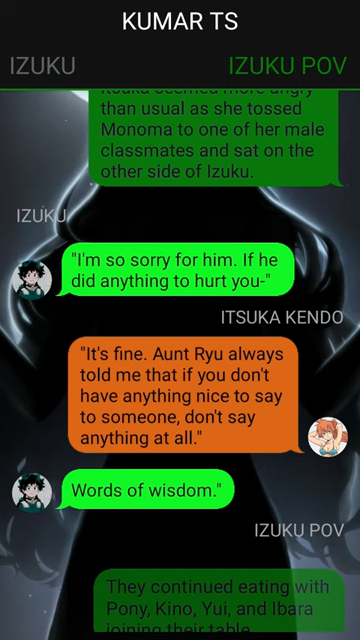 KUMAR TS
IZUKU
IZUKU POV
Itsuka seemed more angry
than usual as she tossed
Monoma to one of her male
classmates and sat on the
other side of Izuku.
IZUKU
"I'm so sorry for him. If he
did anything to hurt you-"
ITSUKA KENDO
"It's fine. Aunt Ryu always
told me that if you don't
have anything nice to say
to someone, don't say
anything at all."
Words of wisdom."
IZUKU POV
They continued eating with
Pony, Kino, Yui, and Ibara
joining their table